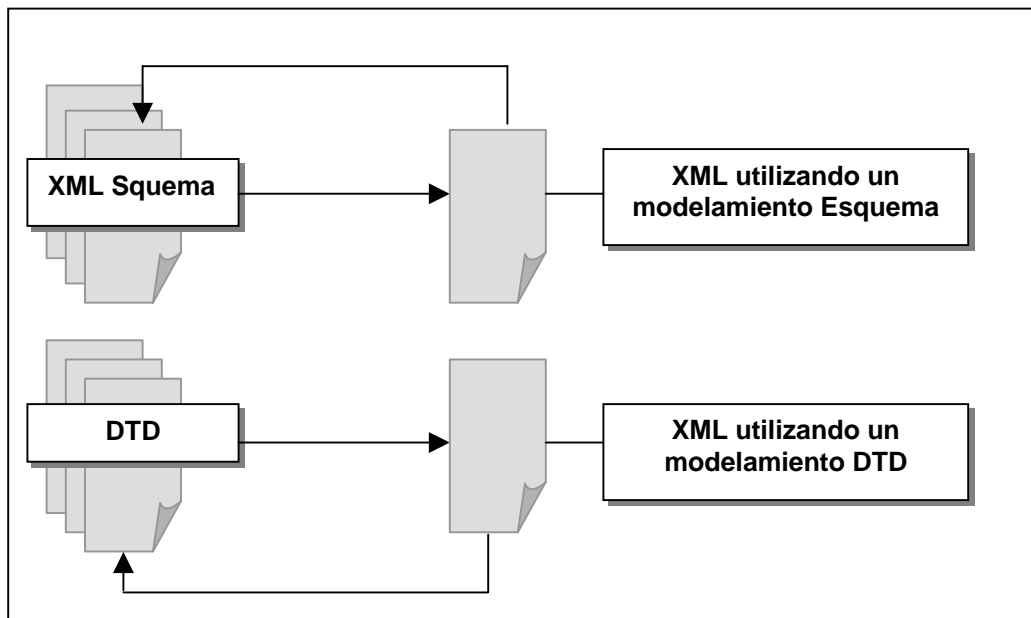 XML Squema
XML utilizando un
modelamiento Esquema
DTD
XML utilizando un
modelamiento DTD